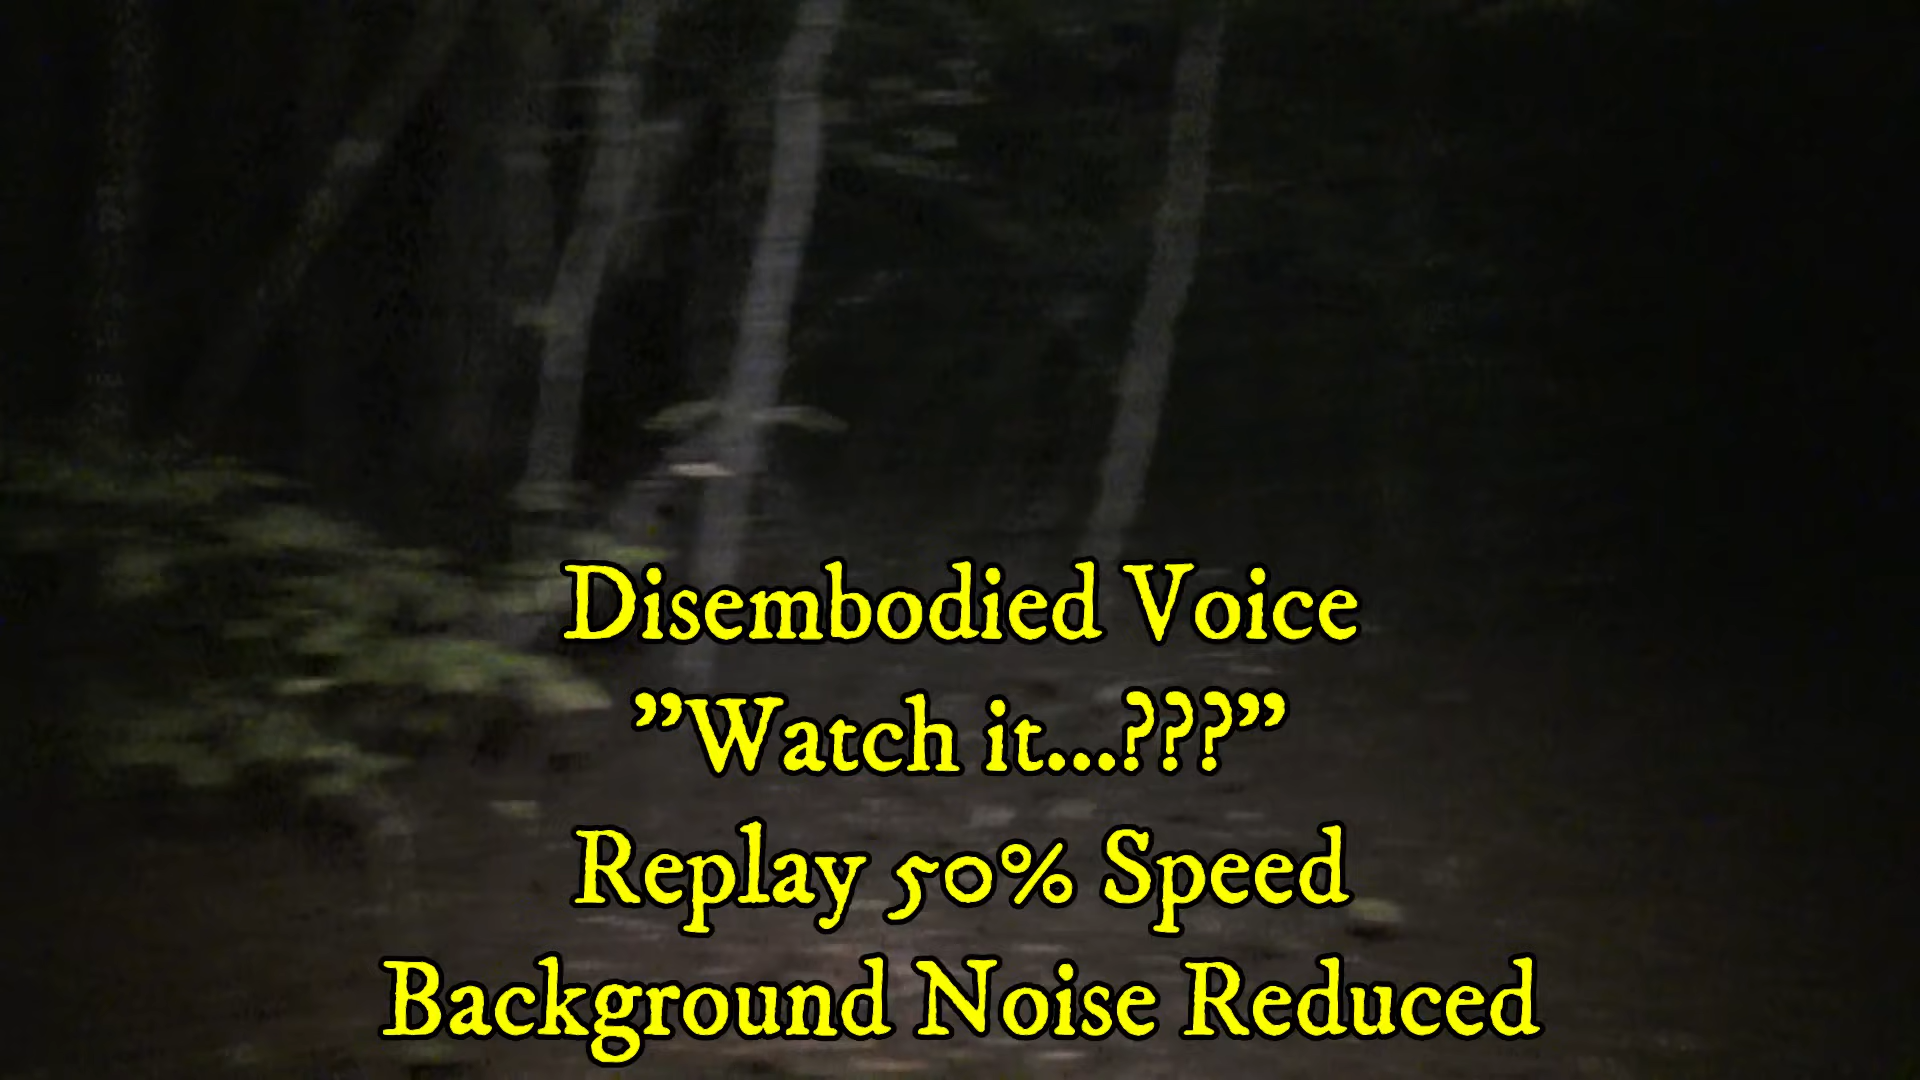 Disembodied Voice
”Watch it...???”
Replay 50% Speed
Background Noise Reduced